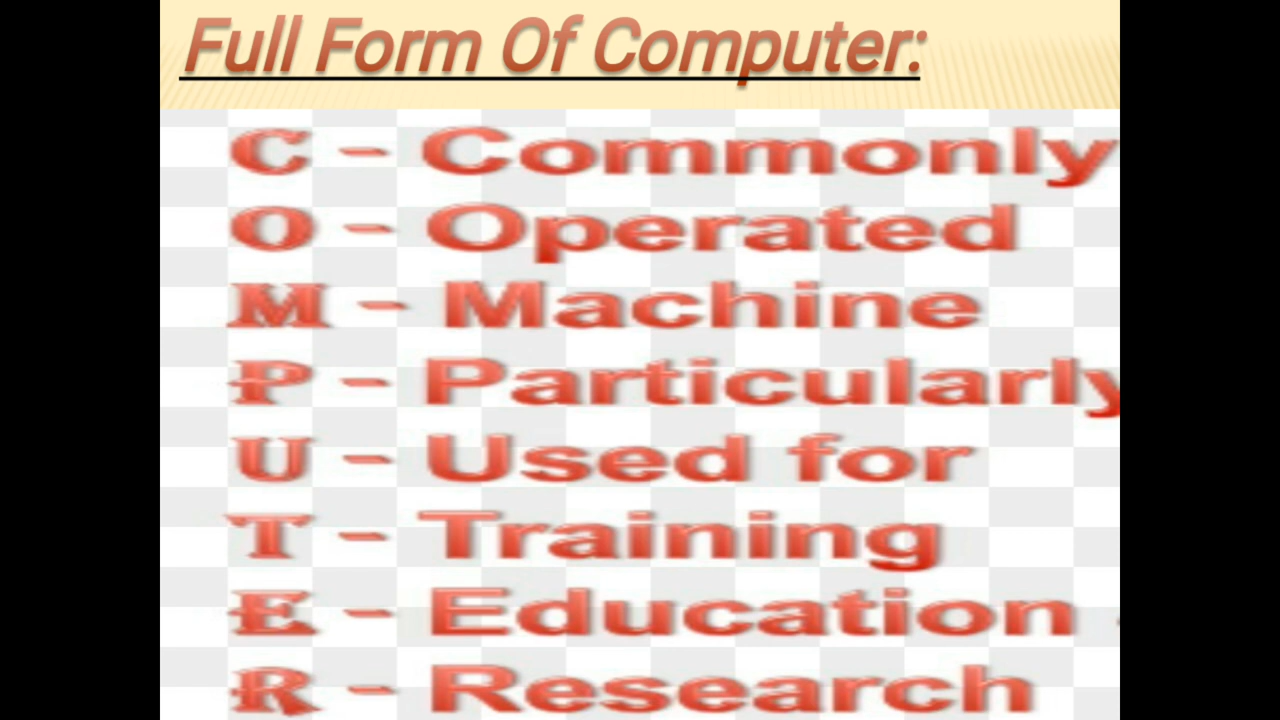 Full Form Of Computer:
C - Commonly
O - Operated
M - Machine
P - Particularly
U - Used for
T - Training
E - Education
R - Research